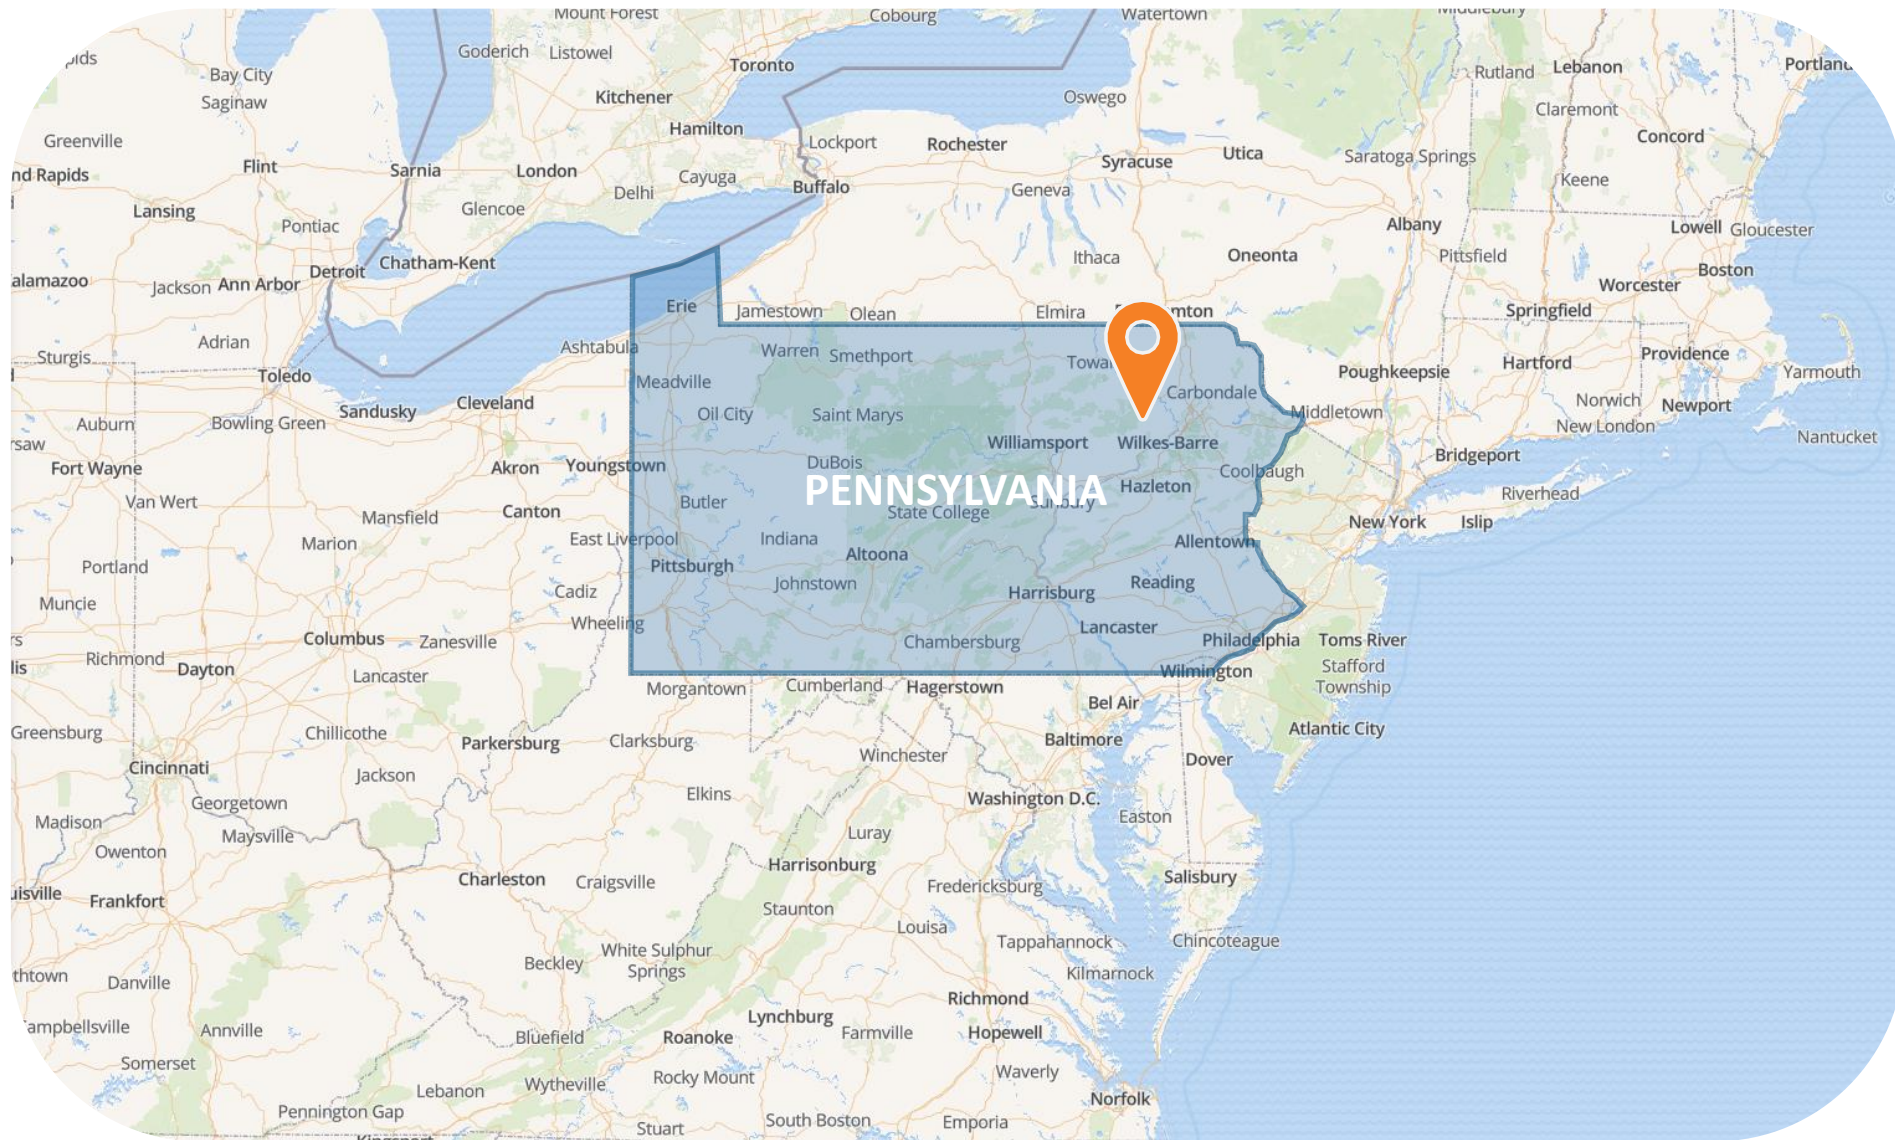 Mount Forest
Cobourg
Watertown
Middlebury
Goderich
Listowel
Toronto
Rutland
Lebanon
Bay City
Kitchener
Oswego
Saginaw
Claremont
Greenville
Hamilton
Lockport
Rochester
Concord
Flint
Sarnia
London
Cayuga
Syracuse
Utica
Saratoga Springs
nd Rapids
Delhi
Buffalo
Geneva
Keene
Lansing
Glencoe
Pontiac
Albany
Lowell
Gloucester
Ithaca
Oneonta
Pittsfield
Detroit
Chatham-Kent
Boston
alamazoo
Jackson
Ann Arbor
Worcester
Erie
Jamestown
Olean
Elmira
mton
Springfield
Adrian
Ashtabula
Warren
Smethport
Providence
Sturgis
Towa
Hartford
Toledo
Meadville
Carbondale
Poughkeepsie
Yarmouth
Sandusky
Cleveland
Norwich
Newport
Auburn
Bowling Green
Oil City
Saint Marys
Middletown
New London
rsaw
Williamsport
Wilkes-Barre
Nantucket
Fort Wayne
Akron
Youngstown
DuBois
Coolbaugh
Bridgeport
PENNSYLVANIA
Hazleton
Riverhead
Van Wert
Canton
Butler
Sunbury
Mansfield
State College
New York
Islip
Marion
East Liverpool
Indiana
Altoona
Allentown
Portland
Pittsburgh
Johnstown
Reading
Muncie
Cadiz
Harrisburg
Columbus
Zanesville
Wheeling
Chambersburg
Lancaster
Philadelphia
Toms River
Richmond
Dayton
Lancaster
Wilmington
Stafford
Township
Morgantown
Cumberland
Hagerstown
Bel Air
Greensburg
Chillicothe
Parkersburg
Clarksburg
Baltimore
Atlantic City
Cincinnati
Jackson
Winchester
Dover
Georgetown
Elkins
Washington D.C.
Madison
Maysville
Luray
Easton
Owenton
Harrisonburg
uisville
Frankfort
Charleston
Craigsville
Fredericksburg
Salisbury
Staunton
Louisa
Tappahannock
Chincoteague
White Sulphur
Springs
Beckley
thtown
Danville
Kilmarnock
Richmond
Campbellsville
Annville
Bluefield
Roanoke
Lynchburg
Farmville
Hopewell
Somerset
Lebanon
Wytheville
Rocky Mount
Waverly
Norfolk
Pennington Gap
Stuart
South Boston
Emporia